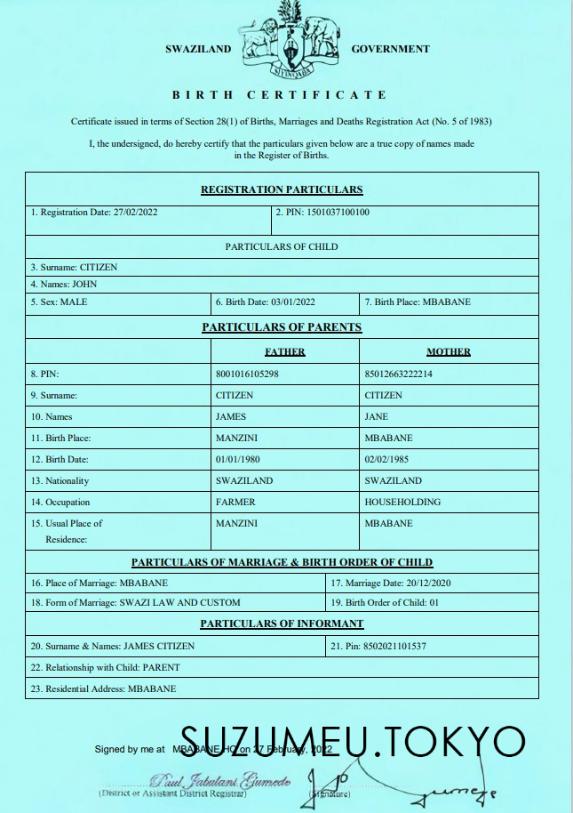 SWAZILAND GOVERNMENT
SIYINQABA
BIRTH CERTIFICATE
Certificate issued in terms of Section 28(1) of Births, Marriages and Deaths Registration Act (No. 5 of 1983)
I, the undersigned, do hereby certify that the particulars given below are a true copy of names made
in the Register of Births.
REGISTRATION PARTICULARS
1. Registration Date: 27/02/2022 2. PIN: 1501037100100
PARTICULARS OF CHILD
3. Surname: CITIZEN
4. Names: JOHN
5. Sex: MALE 6. Birth Date: 03/01/2022 7. Birth Place: MBABANE
PARTICULARS OF PARENTS
FATHER MOTHER
8. PIN: 8001016105298 85012663222214
9. Surname: CITIZEN CITIZEN
10. Names JAMES JANE
11. Birth Place: MANZINI MBABANE
12. Birth Date: 01/01/1980 02/02/1985
13. Nationality SWAZILAND SWAZILAND
14. Occupation FARMER HOUSEHOLDING
15. Usual Place of MANZINI MBABANE
Residence:
PARTICULARS OF MARRIAGE & BIRTH ORDER OF CHILD
16. Place of Marriage: MBABANE 17. Marriage Date: 20/12/2020
18. Form of Marriage: SWAZI LAW AND CUSTOM 19. Birth Order of Child: 01
PARTICULARS OF INFORMANT
20. Surname & Names: JAMES CITIZEN 21. Pin: 8502021101537
22. Relationship with Child: PARENT
23. Residential Address: MBABANE
SUZUMEU.TOKYO
Signed by me at MBABANE HO on 27 February, 2022
Paul Jabulani Gumede
(District or Assistant District Registrar) (Signature)